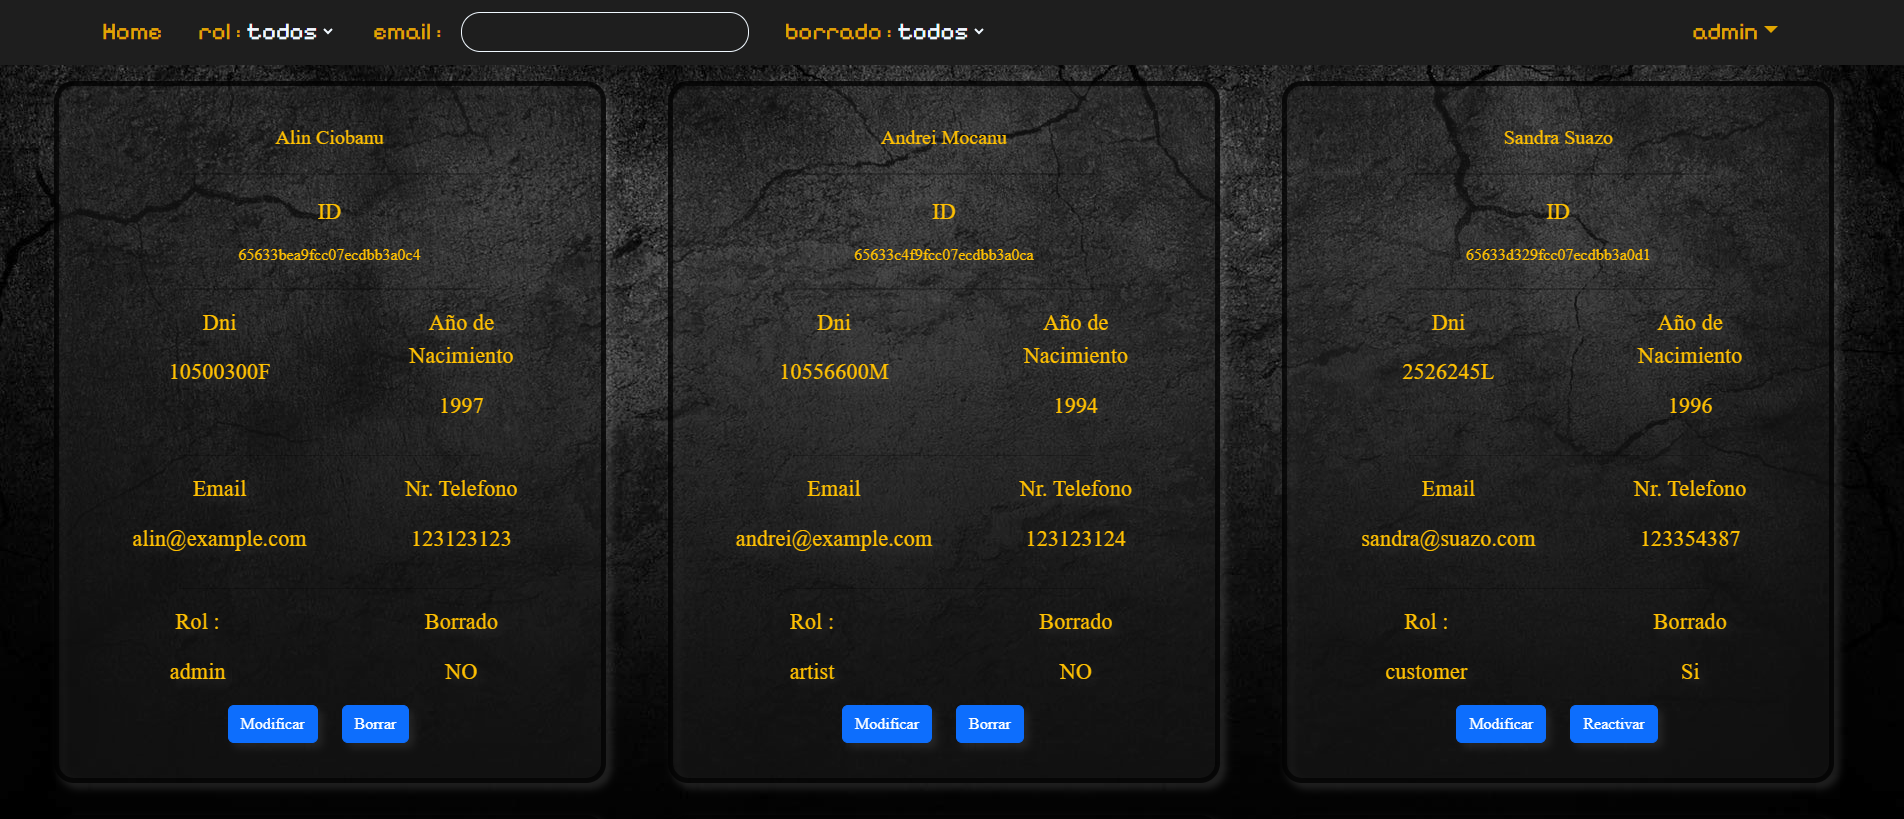 Home rol : todos email : borrado : todos admin
Alin Ciobanu
ID
65633bea9fcc07ecdbb3a0c4
Dni
10500300F
Año de
Nacimiento
1997
Email
alin@example.com
Nr. Telefono
123123123
Rol :
admin
Borrado
NO
Modificar Borrar
Andrei Mocanu
ID
65633c4f9fcc07ecdbb3a0ca
Dni
10556600M
Año de
Nacimiento
1994
Email
andrei@example.com
Nr. Telefono
123123124
Rol :
artist
Borrado
NO
Modificar Borrar
Sandra Suazo
ID
65633d329fcc07ecdbb3a0d1
Dni
2526245L
Año de
Nacimiento
1996
Email
sandra@suazo.com
Nr. Telefono
123354387
Rol :
customer
Borrado
Si
Modificar Reactivar